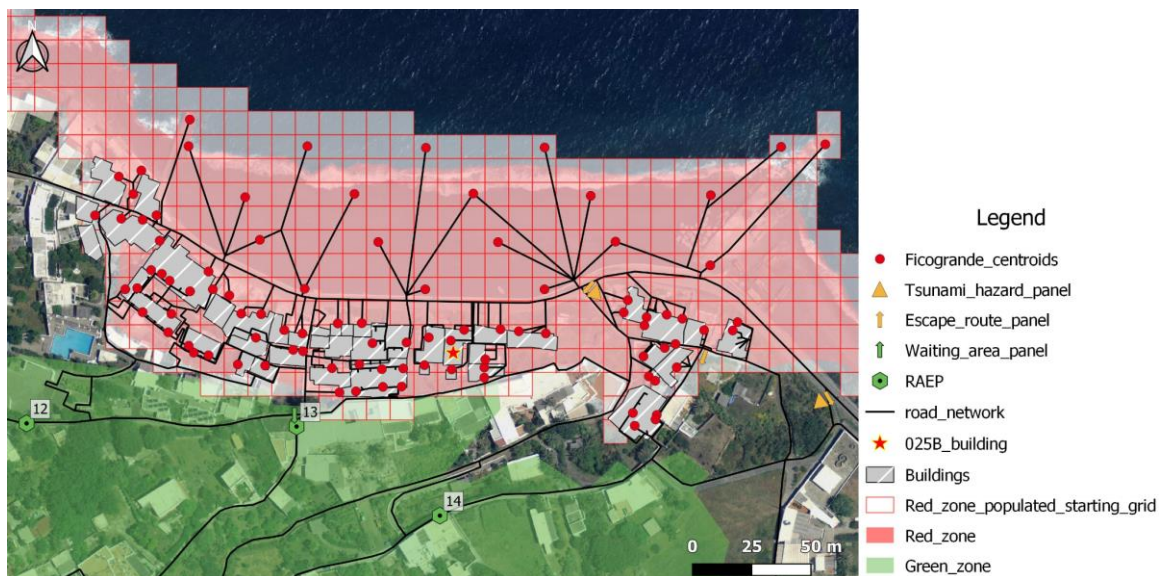 N
12
13
14
0 25 50 m
Legend
Ficogrande_centroids
Tsunami_hazard_panel
Escape_route_panel
Waiting_area_panel
RAEP
road_network
025B_building
Buildings
Red_zone_populated_starting_grid
Red_zone
Green_zone